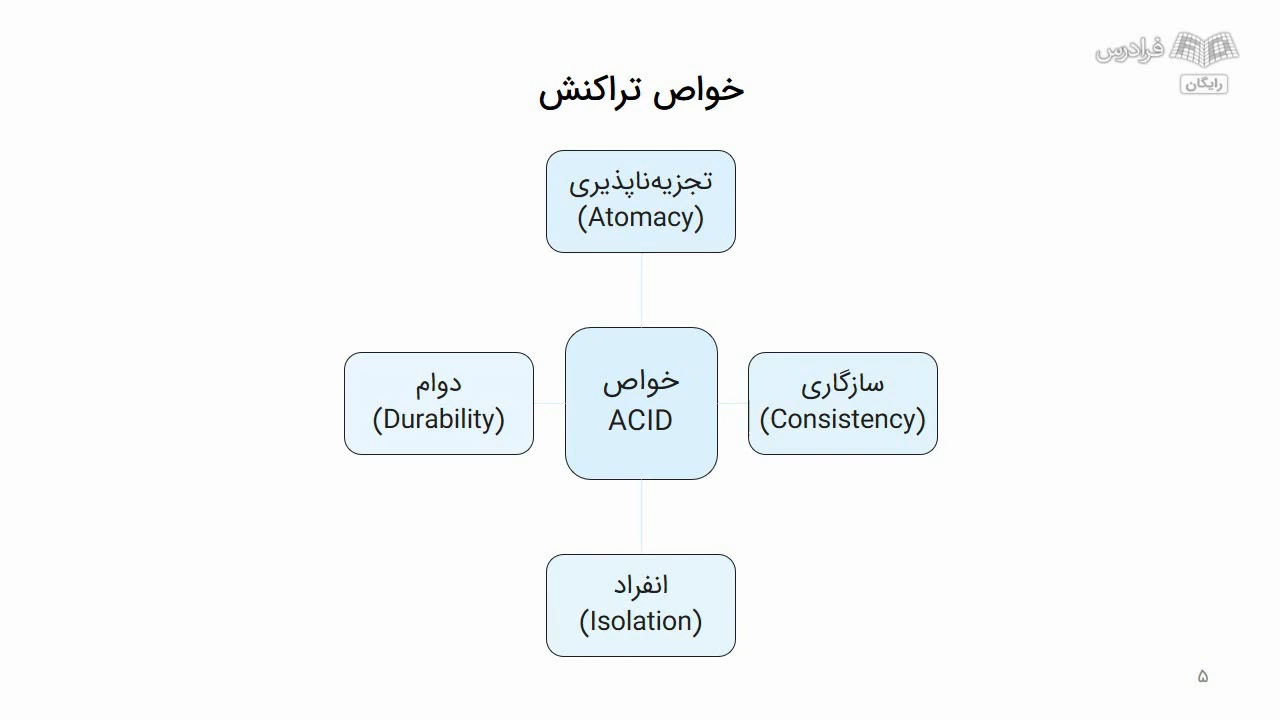 فرادرس
رایگان
خواص تراکنش
تجزیه‌ناپذیری
(Atomacy)
خواص
ACID
سازگاری
(Consistency)
دوام
(Durability)
انفراد
(Isolation)
۵